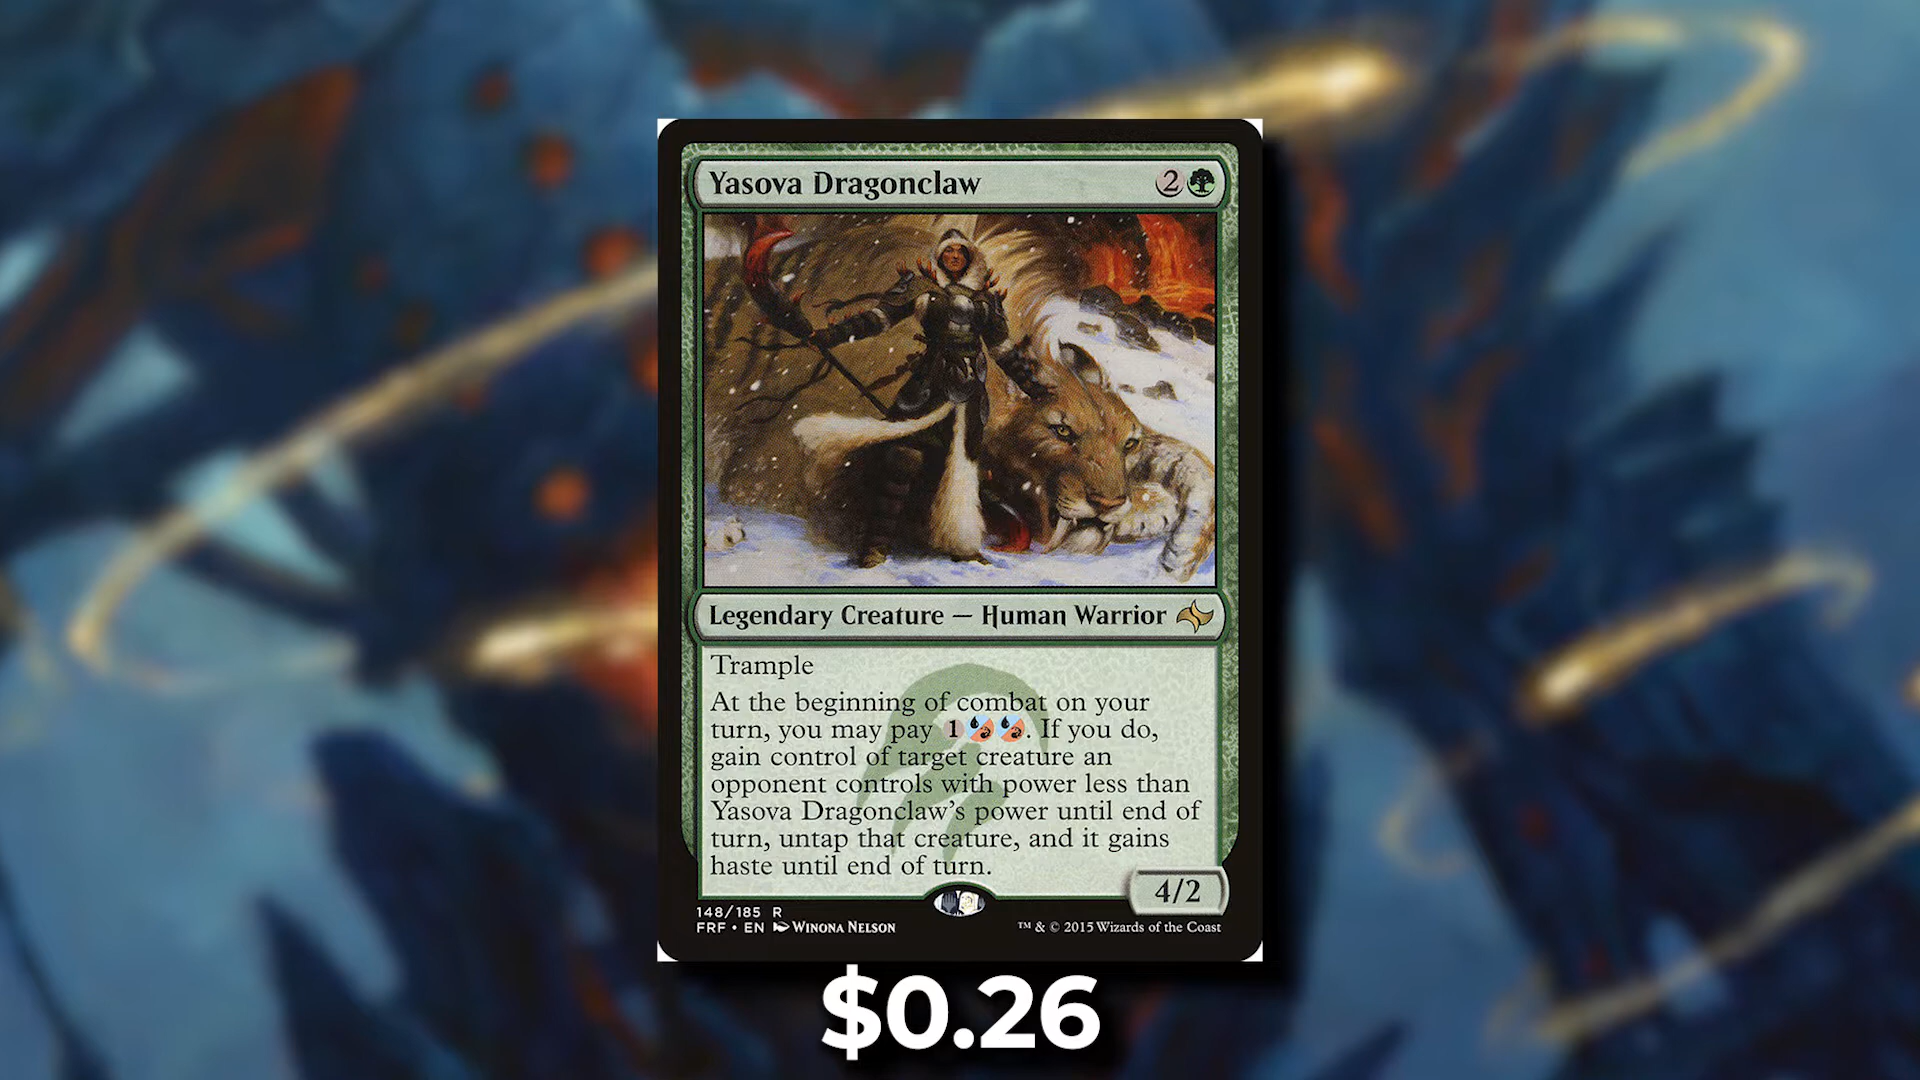 Yasova Dragonclaw 2
Legendary Creature — Human Warrior
Trample
At the beginning of combat on your
turn, you may pay 1. If you do,
gain control of target creature an
opponent controls with power less than
Yasova Dragonclaw's power until end of
turn, untap that creature, and it gains
haste until end of turn.
4/2
148/185 R
FRF • EN Winona Nelson
™ & © 2015 Wizards of the Coast
$0.26